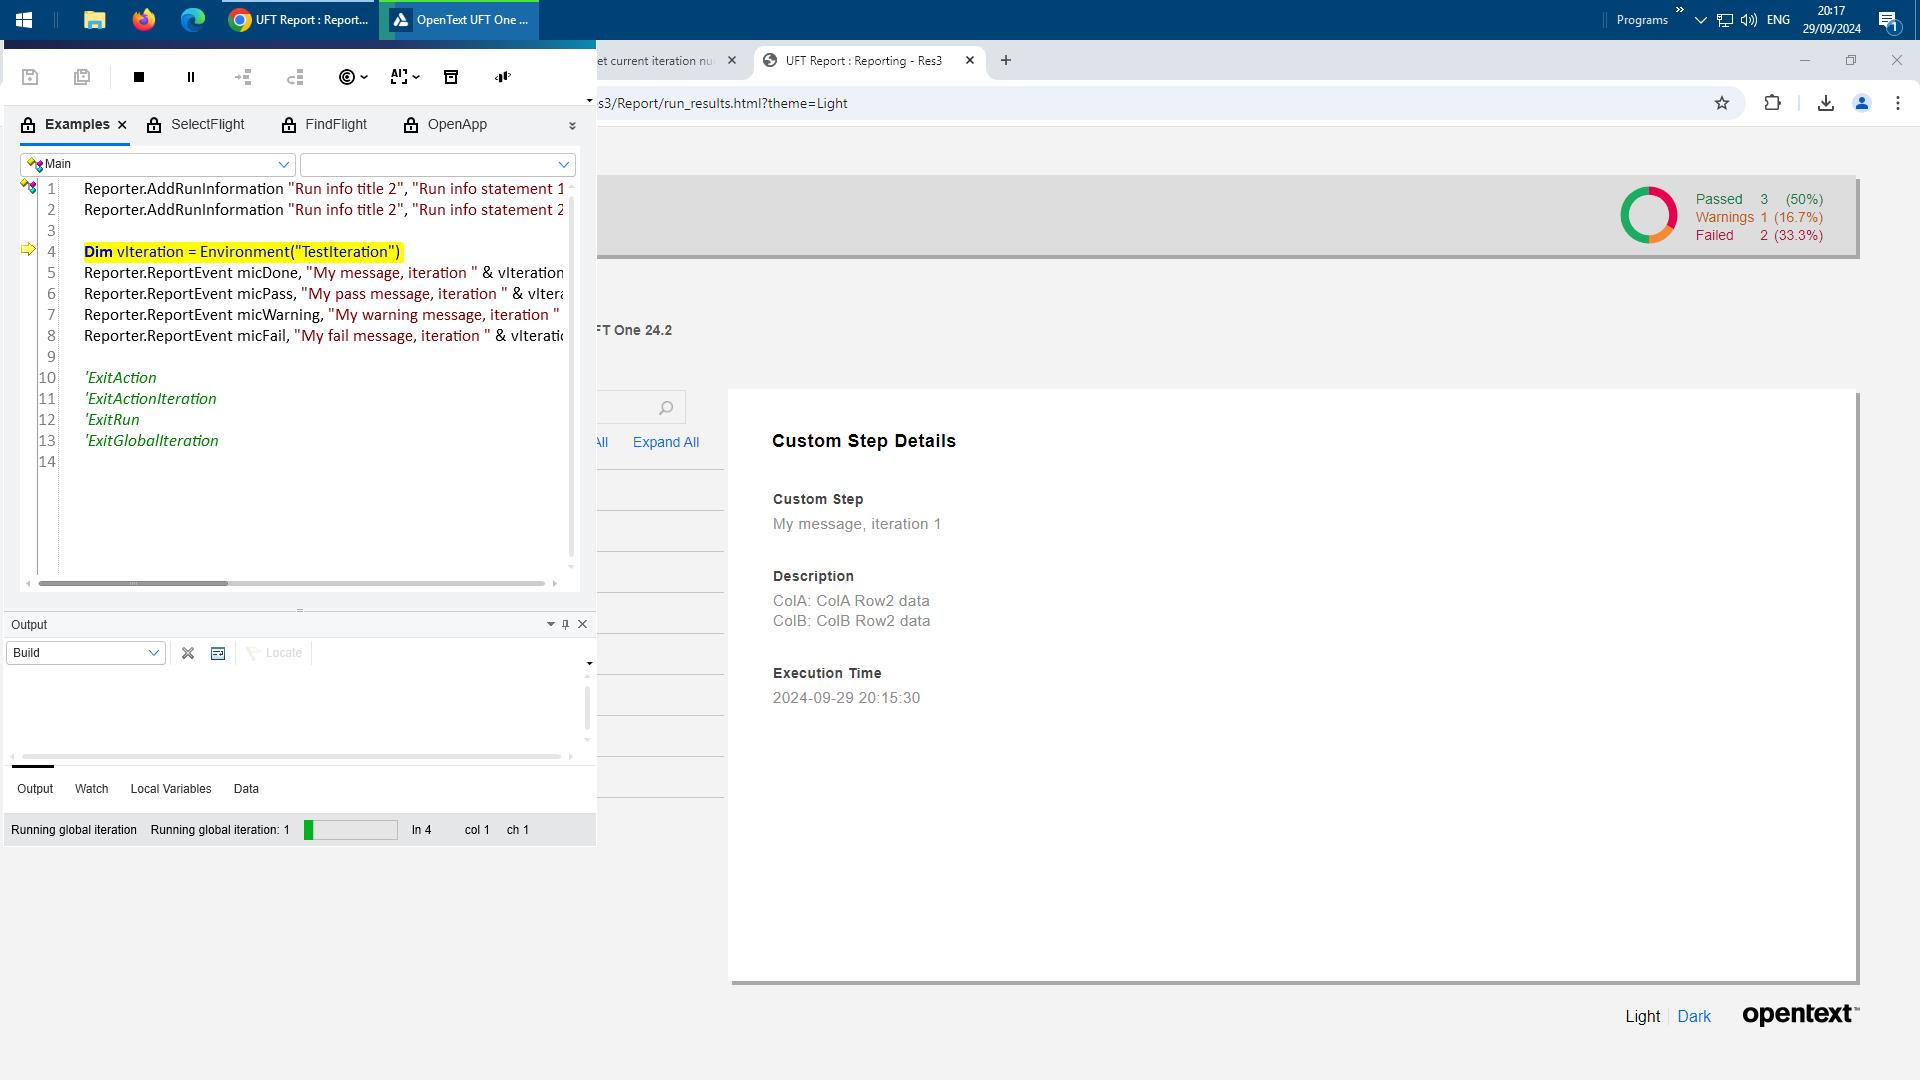 UFT Report : Report...
OpenText UFT One ...
Programs
»
ENG
20:17
29/09/2024
1
et current iteration nu
UFT Report : Reporting - Res3
s3/Report/run_results.html?theme=Light
Examples
SelectFlight
FindFlight
OpenApp
Main
1 Reporter.AddRunInformation "Run info title 2", "Run info statement 1
2 Reporter.AddRunInformation "Run info title 2", "Run info statement 2
3
4 Dim vIteration = Environment("TestIteration")
5 Reporter.ReportEvent micDone, "My message, iteration " & vIteration
6 Reporter.ReportEvent micPass, "My pass message, iteration " & vItera
7 Reporter.ReportEvent micWarning, "My warning message, iteration "
8 Reporter.ReportEvent micFail, "My fail message, iteration " & vIteratio
9
10 'ExitAction
11 'ExitActionIteration
12 'ExitRun
13 'ExitGlobalIteration
14
Output
Build
Locate
Output
Watch
Local Variables
Data
Running global iteration
Running global iteration: 1
ln 4
col 1
ch 1
Passed 3 (50%)
Warnings 1 (16.7%)
Failed 2 (33.3%)
FT One 24.2
All
Expand All
Custom Step Details
Custom Step
My message, iteration 1
Description
ColA: ColA Row2 data
ColB: ColB Row2 data
Execution Time
2024-09-29 20:15:30
Light
Dark
opentext™